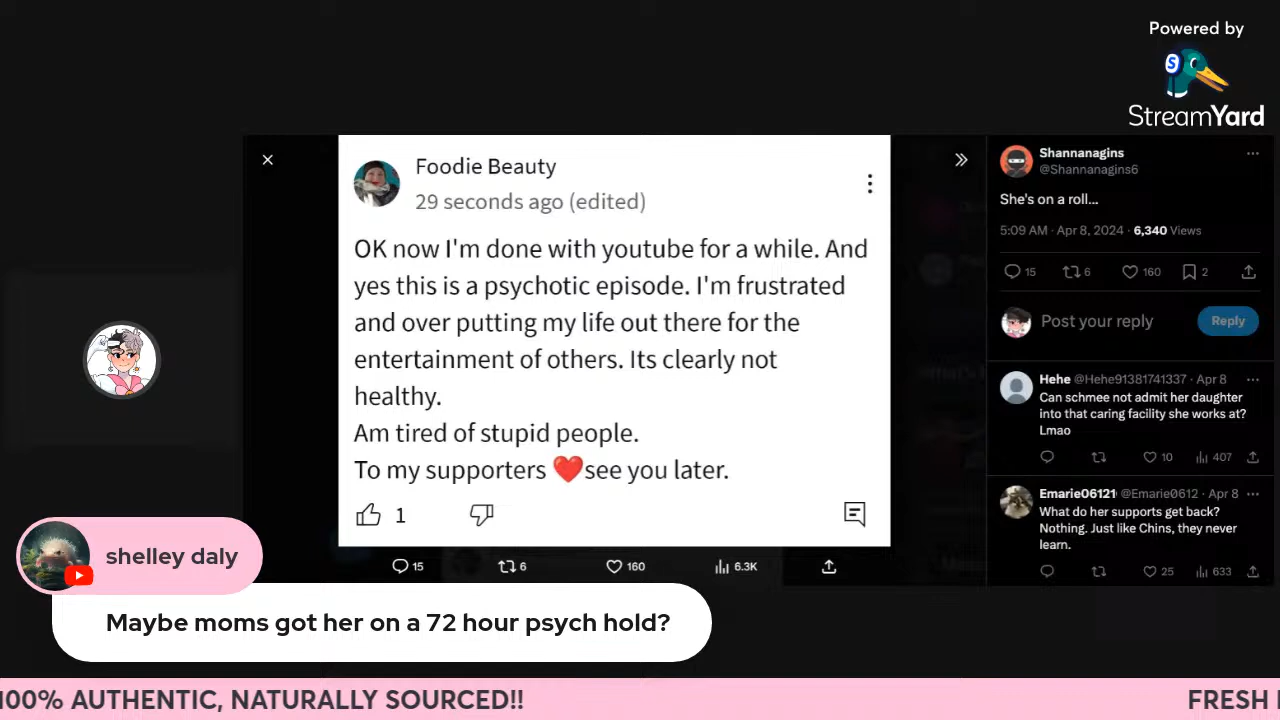 Powered by
StreamYard
Foodie Beauty
29 seconds ago (edited)
OK now I'm done with youtube for a while. And
yes this is a psychotic episode. I'm frustrated
and over putting my life out there for the
entertainment of others. Its clearly not
healthy.
Am tired of stupid people.
To my supporters ❤️see you later.
1
15
6
160
6.3K
Shannanagins
@Shannanagins6
She's on a roll...
5:09 AM · Apr 8, 2024 · 6,340 Views
15
6
160
2
Post your reply
Reply
Hehe @Hehe91381741337 · Apr 8
Can schmee not admit her daughter
into that caring facility she works at?
Lmao
10
407
Emarie06121 @Emarie0612 · Apr 8
What do her supports get back?
Nothing. Just like Chins, they never
learn.
25
633
shelley daly
Maybe moms got her on a 72 hour psych hold?
100% AUTHENTIC, NATURALLY SOURCED!!
FRESH